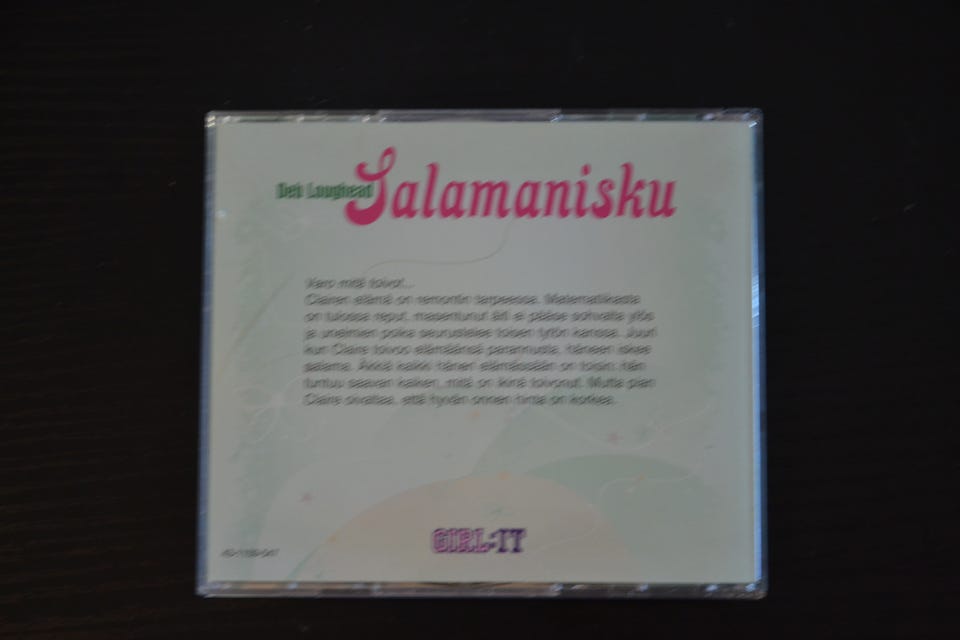 Deb Loughead
Salamanisku
Varo mitä toivot...
Clairen elämä on remontin tarpeessa. Matematiikasta
on tulossa reput, masentunut äiti ei pääse sohvalta ylös
ja unelmien poika seurustelee toisen tytön kanssa. Juuri
kun Claire toivoo elämäänsä parannusta, häneen iskee
salama. Äkkiä kaikki hänen elämässään on toisin: hän
tuntuu saavan kaiken, mitä on ikinä toivonut. Mutta pian
Claire oivaltaa, että hyvän onnen hinta on korkea.
GIRL:IT